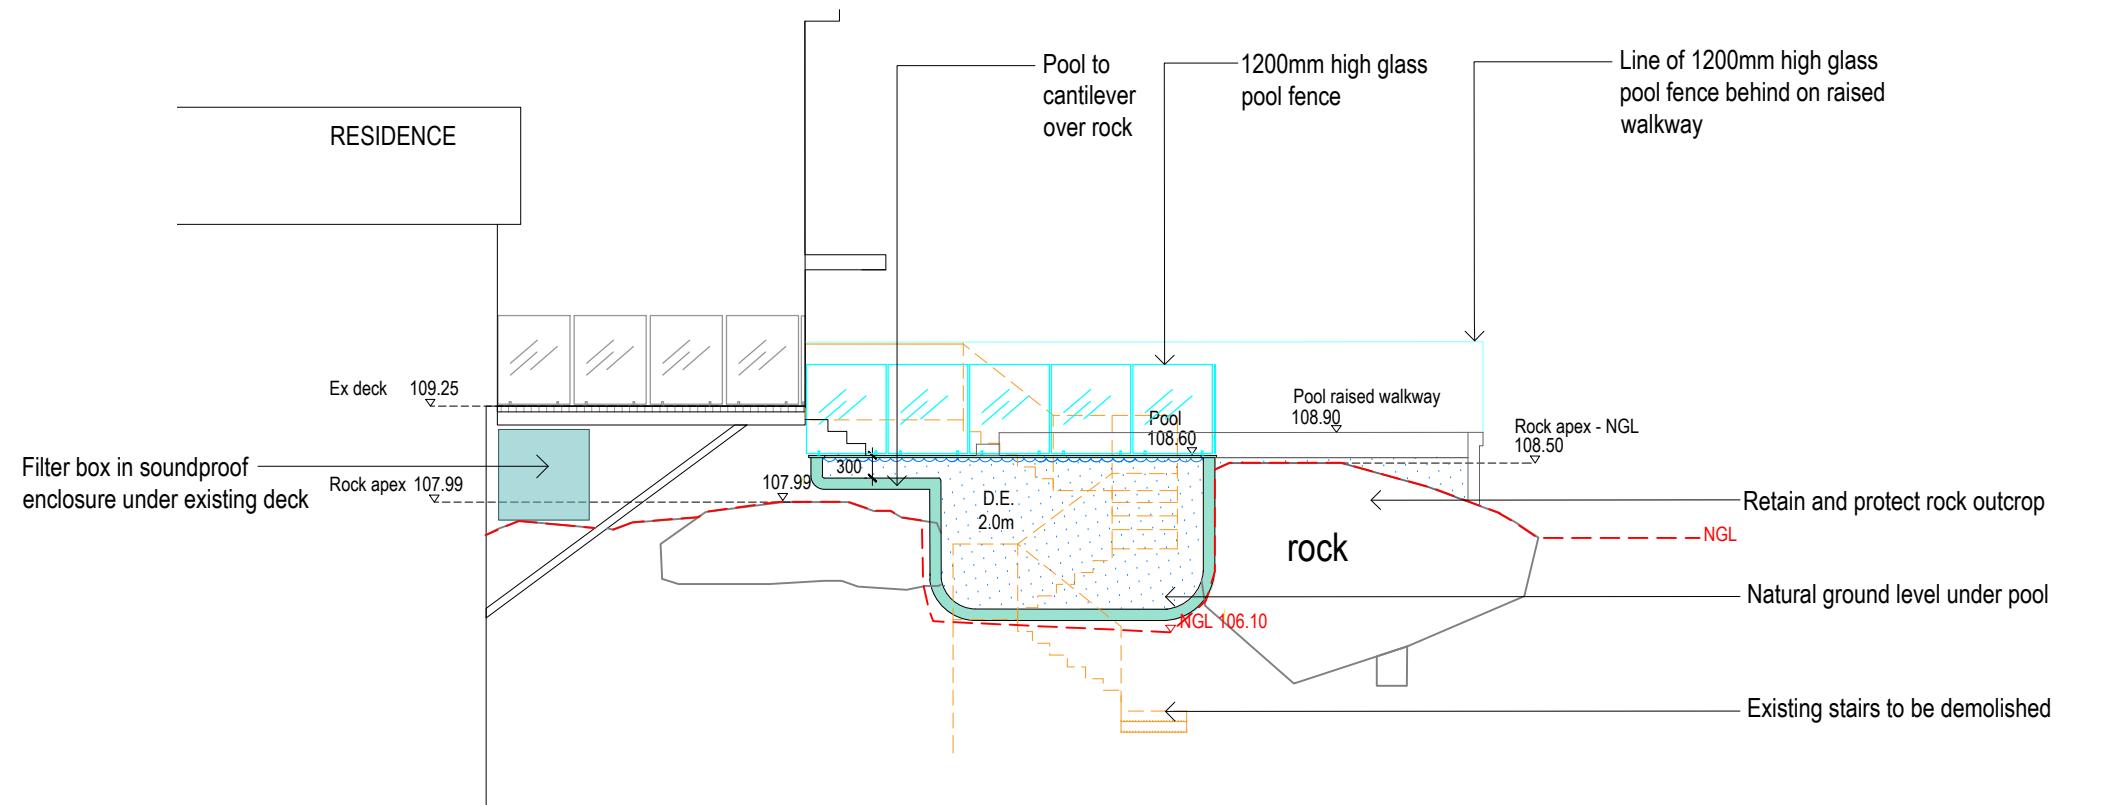 RESIDENCE
Pool to
cantilever
over rock
1200mm high glass
pool fence
Line of 1200mm high glass
pool fence behind on raised
walkway
Ex deck 109.25
Pool raised walkway
108.90
Pool
108.60
Rock apex - NGL
108.50
Filter box in soundproof
enclosure under existing deck
Rock apex 107.99
107.99
300
D.E.
2.0m
rock
Retain and protect rock outcrop
NGL
Natural ground level under pool
NGL 106.10
Existing stairs to be demolished